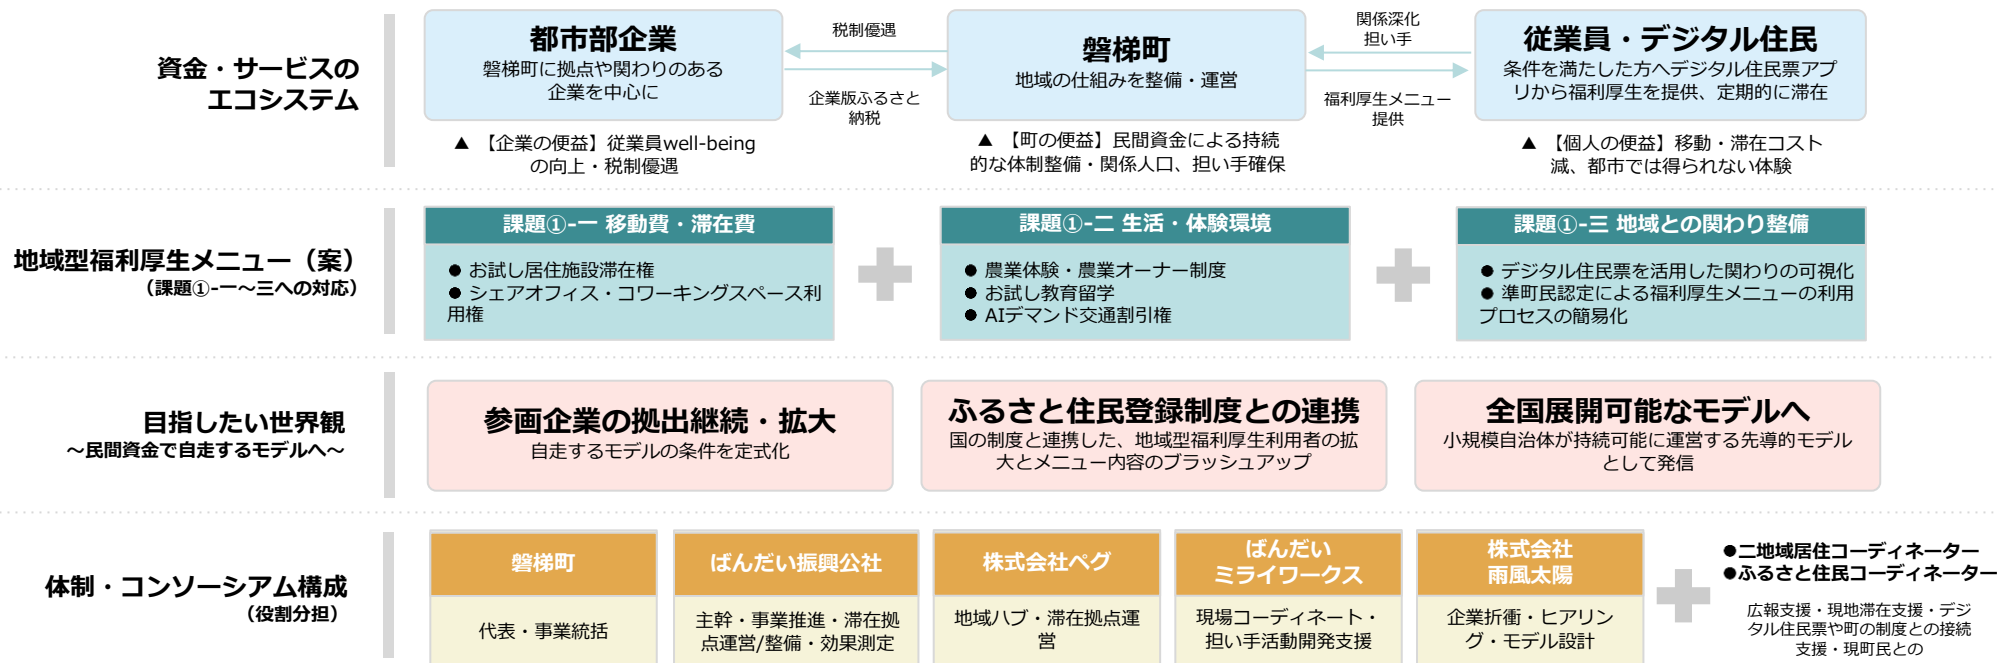 資金・サービスの
エコシステム
都市部企業
磐梯町に拠点や関わりのある
企業を中心に
税制優遇
企業版ふるさと
納税
磐梯町
地域の仕組みを整備・運営
関係深化
担い手
福利厚生メニュー
提供
従業員・デジタル住民
条件を満たした方へデジタル住民票アプ
リから福利厚生を提供、定期的に滞在
▲ 【企業の便益】従業員well-being
の向上・税制優遇
▲ 【町の便益】民間資金による持続
的な体制整備・関係人口、担い手確保
▲ 【個人の便益】移動・滞在コスト
減、都市では得られない体験
地域型福利厚生メニュー（案）
（課題①-一～三への対応）
課題①-一 移動費・滞在費
● お試し居住施設滞在権
● シェアオフィス・コワーキングスペース利
用権
課題①-二 生活・体験環境
● 農業体験・農業オーナー制度
● お試し教育留学
● AIデマンド交通割引権
課題①-三 地域との関わり整備
● デジタル住民票を活用した関わりの可視化
● 準町民認定による福利厚生メニューの利用
プロセスの簡易化
目指したい世界観
～民間資金で自走するモデルへ～
参画企業の拠出継続・拡大
自走するモデルの条件を定式化
ふるさと住民登録制度との連携
国の制度と連携した、地域型福利厚生利用者の拡
大とメニュー内容のブラッシュアップ
全国展開可能なモデルへ
小規模自治体が持続可能に運営する先導的モデル
として発信
体制・コンソーシアム構成
（役割分担）
磐梯町
代表・事業統括
ばんだい振興公社
主幹・事業推進・滞在拠
点運営/整備・効果測定
株式会社ペグ
地域ハブ・滞在拠点運
営
ばんだい
ミライワークス
現場コーディネート・
担い手活動開発支援
株式会社
雨風太陽
企業折衝・ヒアリン
グ・モデル設計
●二地域居住コーディネーター
●ふるさと住民コーディネーター
広報支援・現地滞在支援・デジ
タル住民票や町の制度との接続
支援・現町民との